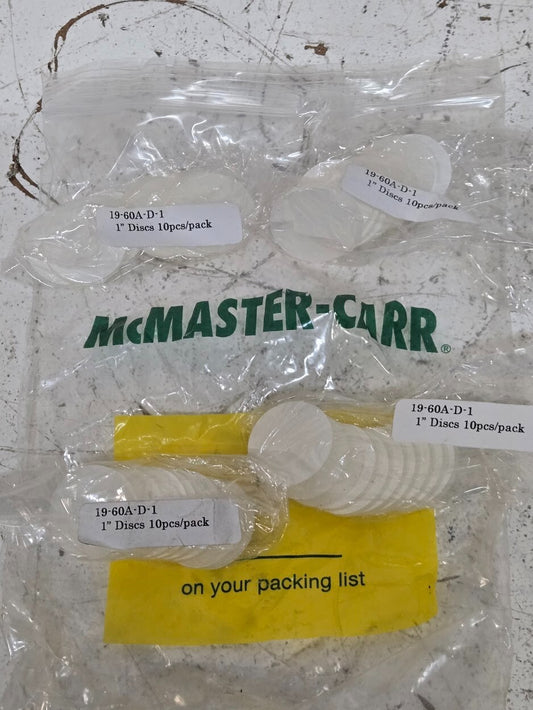 19-60A-D-1
1" Discs 10pcs/pack
19-60A-D-1
1" Discs 10pcs/pack
McMASTER-CARR®
19-60A-D-1
1" Discs 10pcs/pack
19-60A-D-1
1" Discs 10pcs/pack
on your packing list